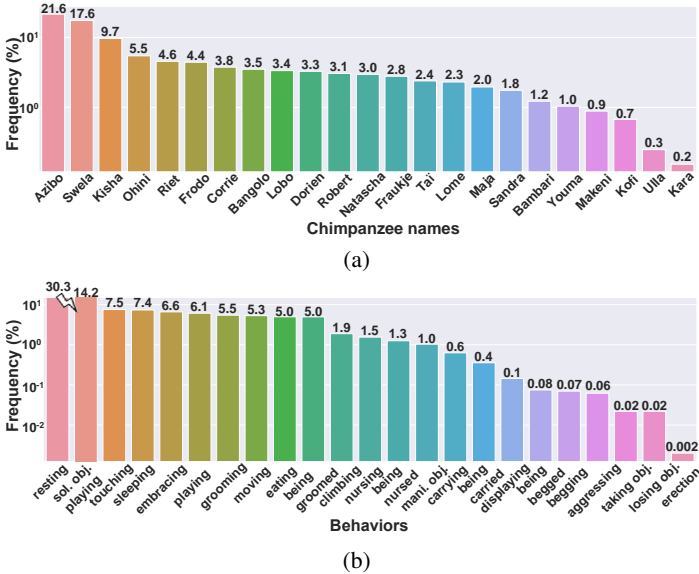 21.6 17.6 9.7 5.5 4.6 4.4 3.8 3.5 3.4 3.3 3.1 3.0 2.8 2.4 2.3 2.0 1.8 1.2 1.0 0.9 0.7 0.3 0.2
Frequency (%)
10¹
10⁰
Azibo Swela Kisha Ohini Riet Frodo Corrie Bangolo Lobo Dorien Robert Natascha Fraukie Taï Lome Maja Sandra Bambari Youma Makeni Kofi Ulla Kara
Chimpanzee names
(a)
30.3 14.2 7.5 7.4 6.6 6.1 5.5 5.3 5.0 5.0 1.9 1.5 1.3 1.0 0.6 0.4 0.1 0.08 0.07 0.06 0.02 0.02 0.002
Frequency (%)
10¹
10⁰
10⁻¹
10⁻²
resting
sol. obj.
playing
touching
sleeping
embracing
playing
grooming
moving
eating
being
groomed
climbing
nursing
being
nursed
mani. obj.
carrying
being
carried
displaying
being
begged
begging
aggressing
taking obj.
losing obj.
erection
Behaviors
(b)